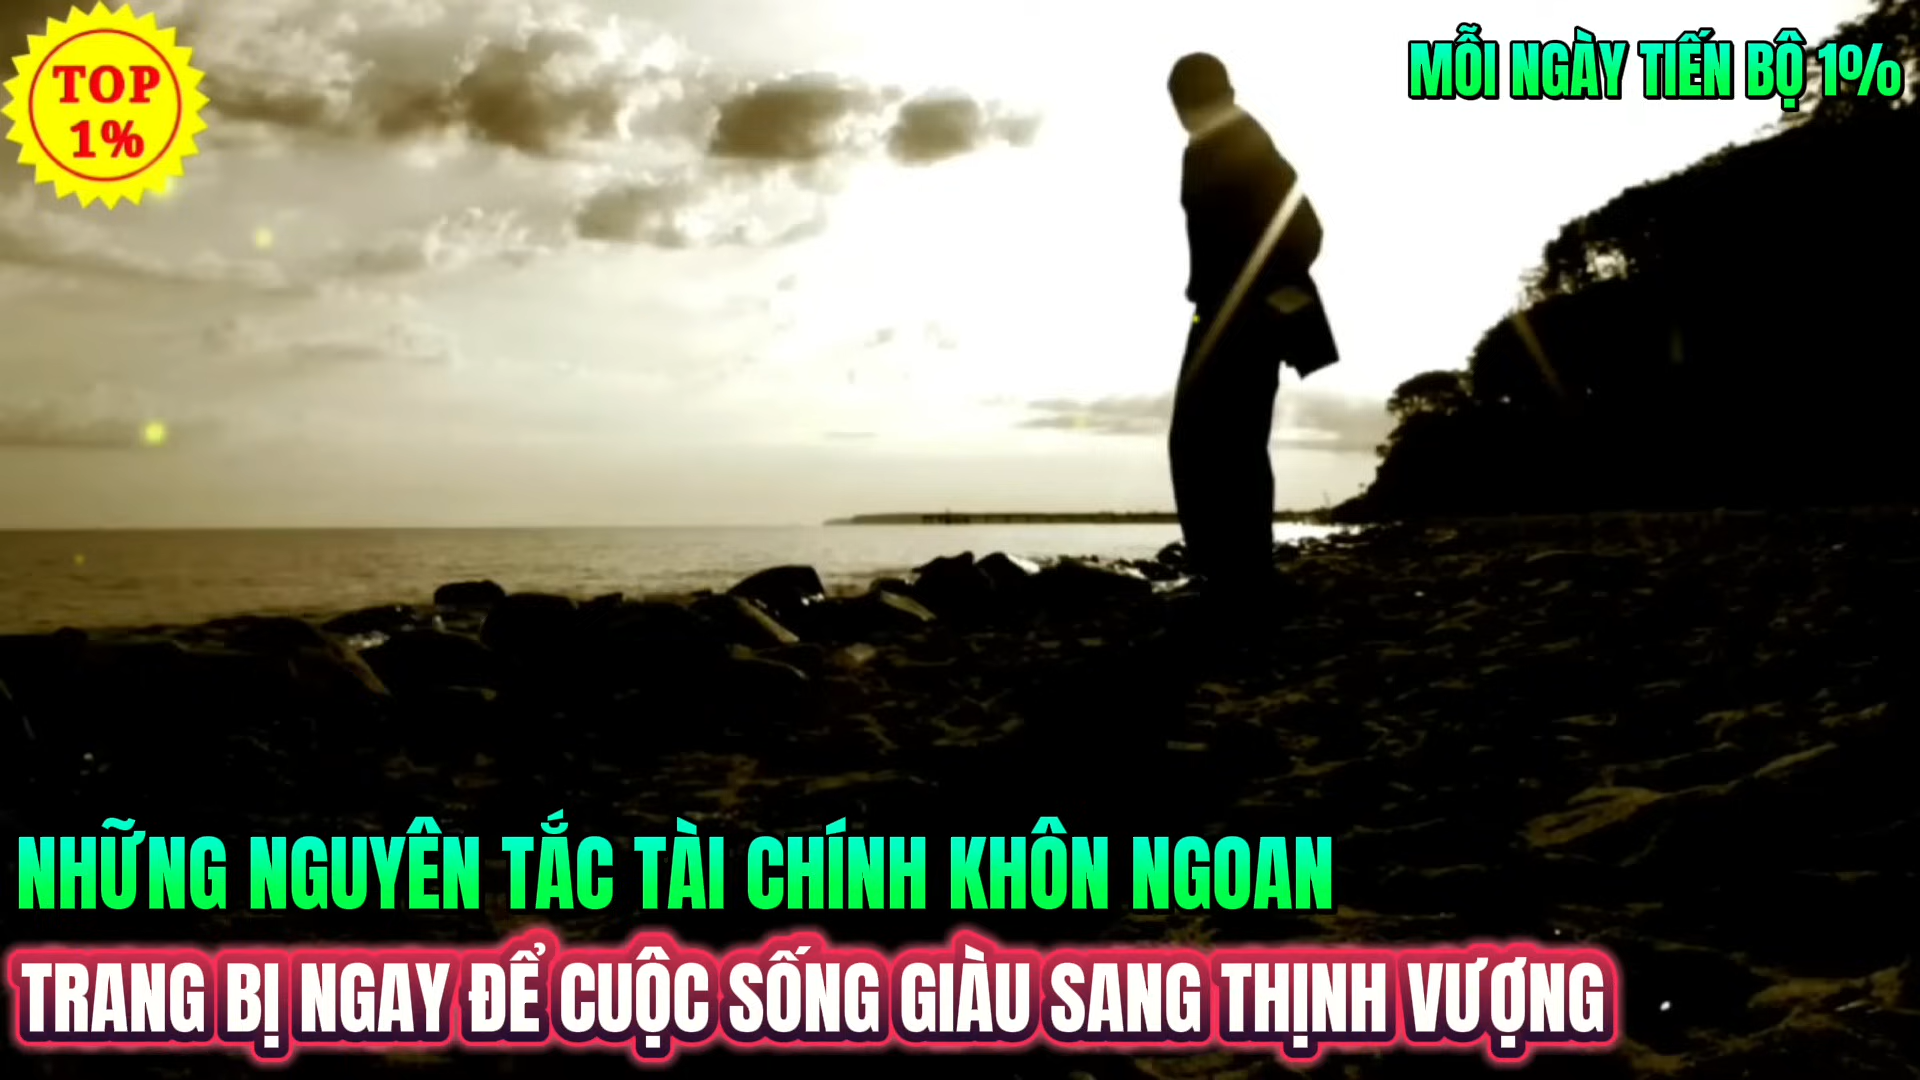 TOP
1%
MỖI NGÀY TIẾN BỘ 1%
NHỮNG NGUYÊN TẮC TÀI CHÍNH KHÔN NGOAN
TRANG BỊ NGAY ĐỂ CUỘC SỐNG GIÀU SANG THỊNH VƯỢNG